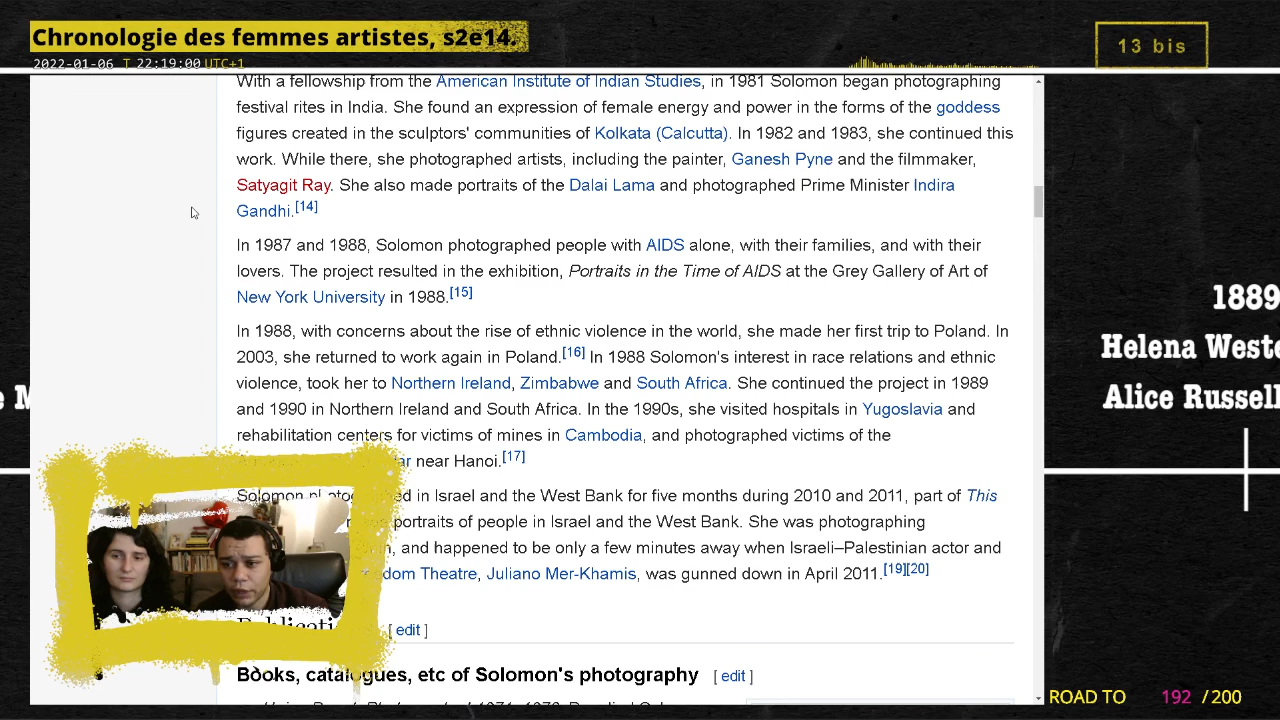 Chronologie des femmes artistes, s2e14.
2022-01-06 T 22:19:00 UTC+1
13 bis
With a fellowship from the American Institute of Indian Studies, in 1981 Solomon began photographing
festival rites in India. She found an expression of female energy and power in the forms of the goddess
figures created in the sculptors' communities of Kolkata (Calcutta). In 1982 and 1983, she continued this
work. While there, she photographed artists, including the painter, Ganesh Pyne and the filmmaker,
Satyagit Ray. She also made portraits of the Dalai Lama and photographed Prime Minister Indira
Gandhi.[14]
In 1987 and 1988, Solomon photographed people with AIDS alone, with their families, and with their
lovers. The project resulted in the exhibition, Portraits in the Time of AIDS at the Grey Gallery of Art of
New York University in 1988.[15]
In 1988, with concerns about the rise of ethnic violence in the world, she made her first trip to Poland. In
2003, she returned to work again in Poland.[16] In 1988 Solomon's interest in race relations and ethnic
violence, took her to Northern Ireland, Zimbabwe and South Africa. She continued the project in 1989
and 1990 in Northern Ireland and South Africa. In the 1990s, she visited hospitals in Yugoslavia and
rehabilitation centers for victims of mines in Cambodia, and photographed victims of the
near Hanoi.[17]
Solomon photographed in Israel and the West Bank for five months during 2010 and 2011, part of This
portraits of people in Israel and the West Bank. She was photographing
and happened to be only a few minutes away when Israeli–Palestinian actor and
Theatre, Juliano Mer-Khamis, was gunned down in April 2011.[19][20]
[ edit ]
Books, catalogues, etc of Solomon's photography [ edit ]
1889
Helena
Alice Russell
ROAD TO 192 / 200